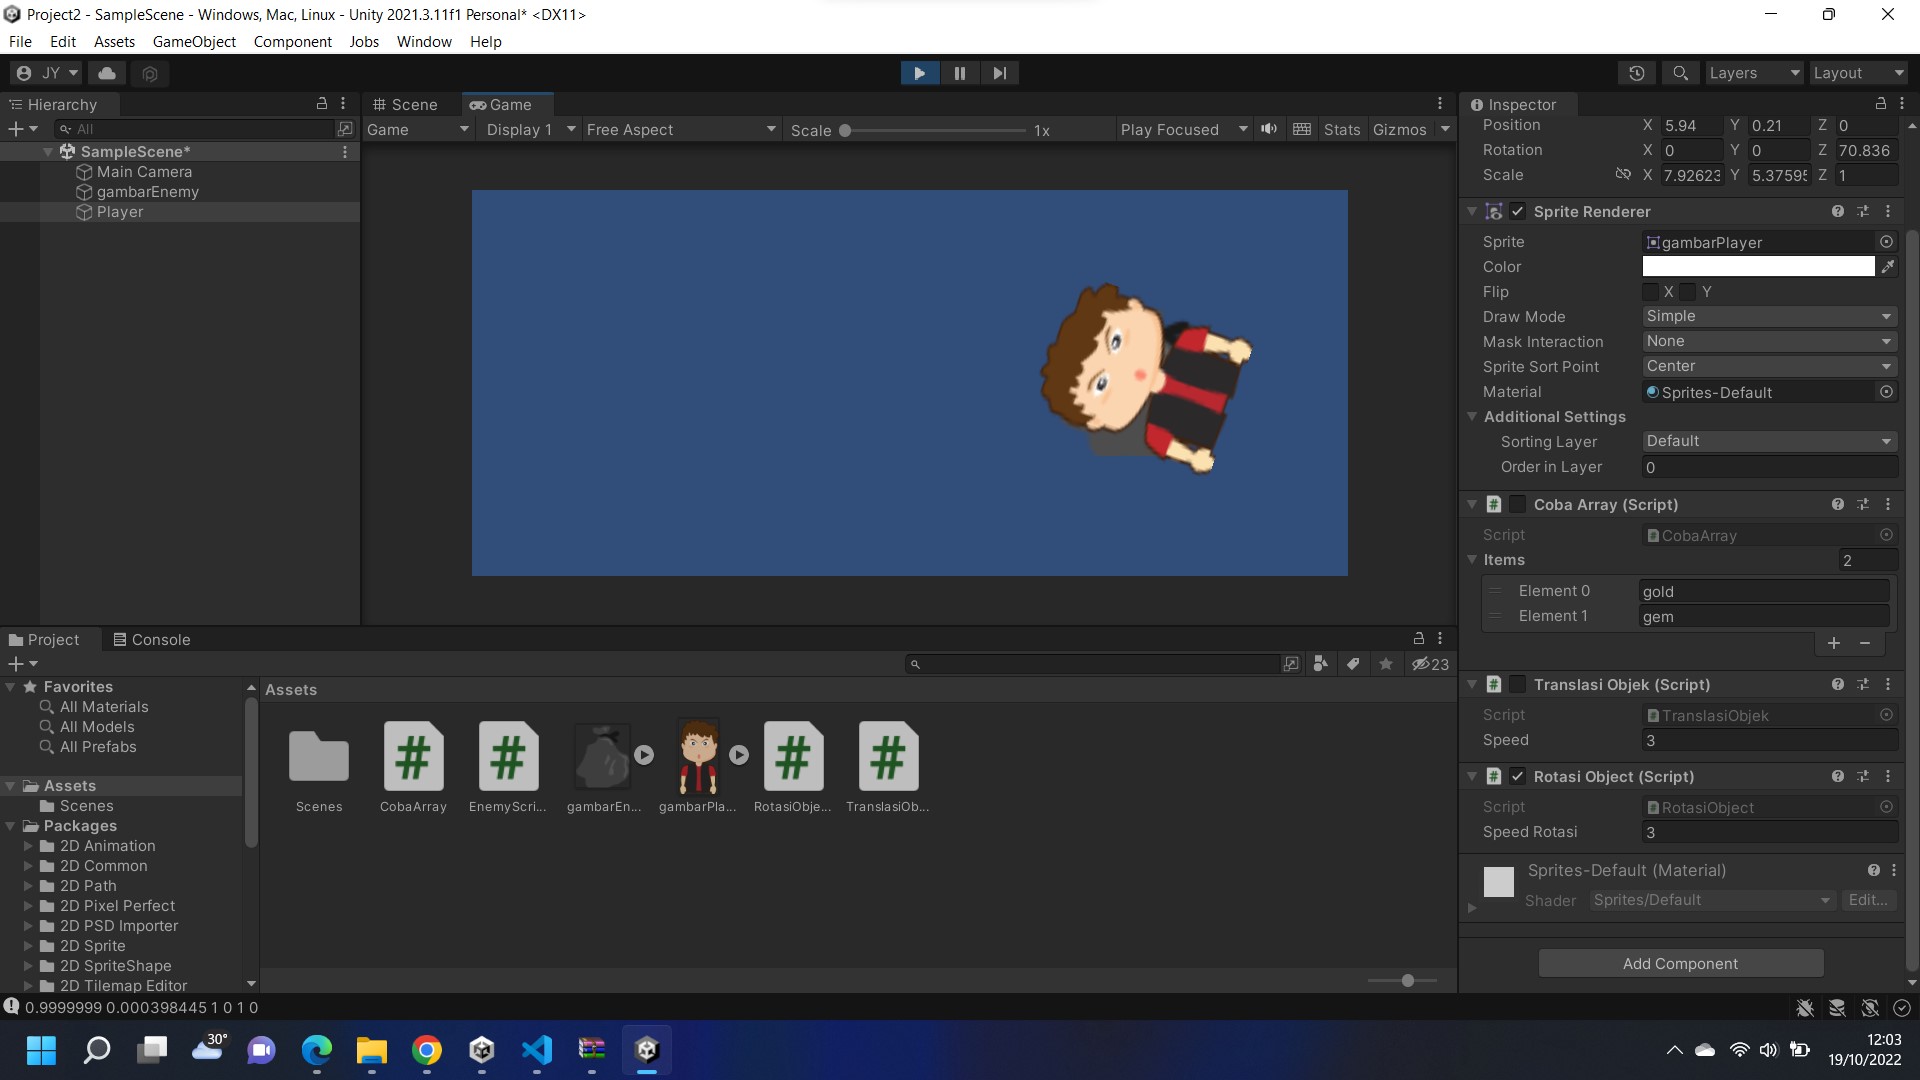 Project2 - SampleScene - Windows, Mac, Linux - Unity 2021.3.11f1 Personal* <DX11>
File Edit Assets GameObject Component Jobs Window Help
JY Layers Layout
Hierarchy
All
SampleScene*
Main Camera
gambarEnemy
Player
Scene Game
Game Display 1 Free Aspect Scale 1x Play Focused Stats Gizmos
Project Console
23
Favorites
All Materials
All Models
All Prefabs
Assets
Scenes
Packages
2D Animation
2D Common
2D Path
2D Pixel Perfect
2D PSD Importer
2D Sprite
2D SpriteShape
2D Tilemap Editor
Assets
# # # #
Scenes CobaArray EnemyScri... gambarEn... gambarPla... RotasiObje... TranslasiOb...
Inspector
Position X 5.94 Y 0.21 Z 0
Rotation X 0 Y 0 Z 70.836
Scale X 7.92623 Y 5.37595 Z 1
Sprite Renderer
Sprite gambarPlayer
Color
Flip X Y
Draw Mode Simple
Mask Interaction None
Sprite Sort Point Center
Material Sprites-Default
Additional Settings
Sorting Layer Default
Order in Layer 0
# Coba Array (Script)
Script CobaArray
Items 2
Element 0 gold
Element 1 gem
+ −
# Translasi Objek (Script)
Script TranslasiObjek
Speed 3
# Rotasi Object (Script)
Script RotasiObject
Speed Rotasi 3
Sprites-Default (Material)
Shader Sprites/Default Edit...
Add Component
0.9999999 0.000398445 1 0 1 0
30°
12:03
19/10/2022